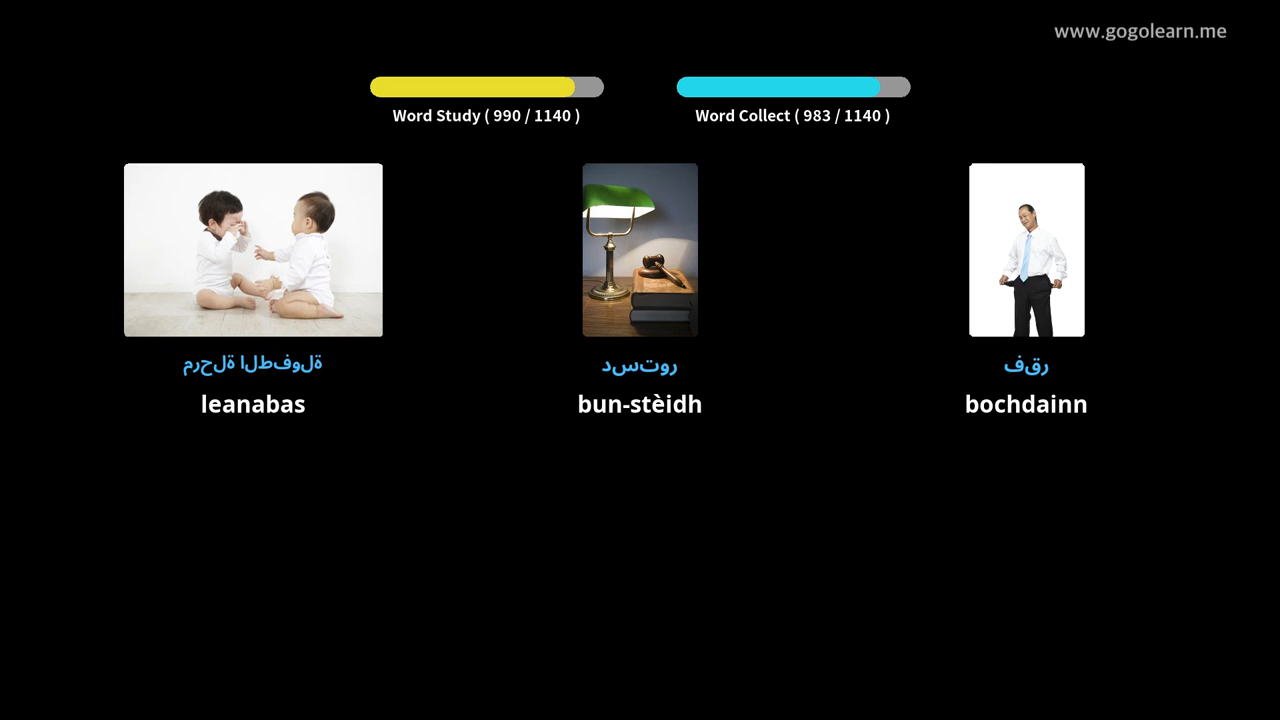 www.gogolearn.me
Word Study ( 990 / 1140 )
Word Collect ( 983 / 1140 )
مرحلة الطفولة
دستور
فقر
leanabas
bun-stèidh
bochdainn